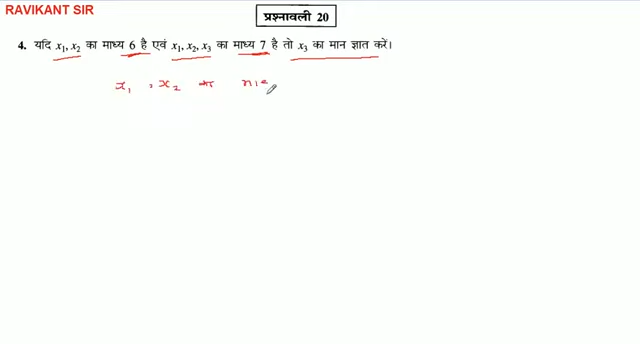 RAVIKANT SIR
प्रश्नावली 20
4. यदि x₁, x₂ का माध्य 6 है एवं x₁, x₂, x₃ का माध्य 7 है तो x₃ का मान ज्ञात करें।
x₁ , x₂ का